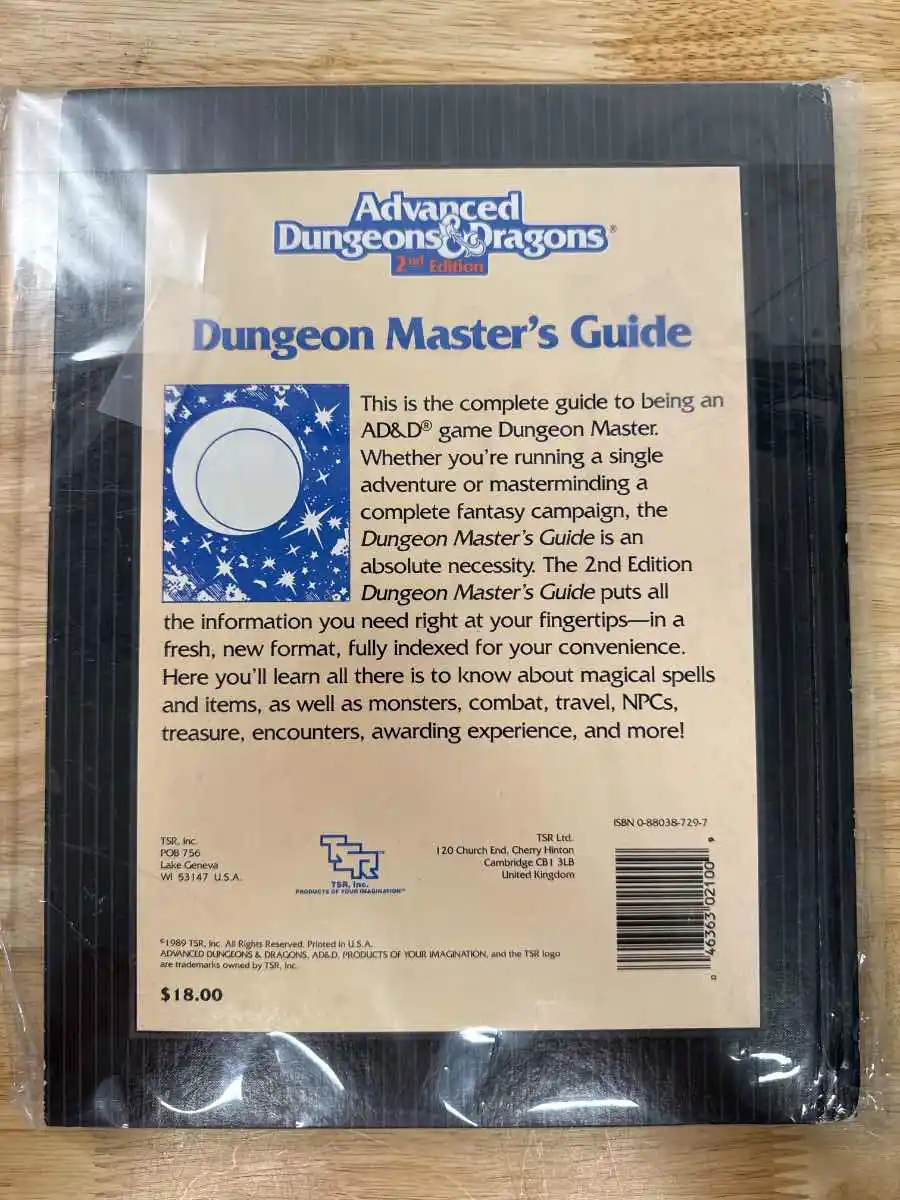 Advanced
Dungeons & Dragons®
2nd Edition
Dungeon Master's Guide
This is the complete guide to being an
AD&D® game Dungeon Master.
Whether you're running a single
adventure or masterminding a
complete fantasy campaign, the
Dungeon Master's Guide is an
absolute necessity. The 2nd Edition
Dungeon Master's Guide puts all
the information you need right at your fingertips—in a
fresh, new format, fully indexed for your convenience.
Here you'll learn all there is to know about magical spells
and items, as well as monsters, combat, travel, NPCs,
treasure, encounters, awarding experience, and more!
TSR, Inc.
POB 756
Lake Geneva
WI 53147 U.S.A.
TSR
TSR, Inc.
PRODUCTS OF YOUR IMAGINATION™
TSR Ltd.
120 Church End, Cherry Hinton
Cambridge CB1 3LB
United Kingdom
ISBN 0-88038-729-7
0 46363 02100 9
©1989 TSR, Inc. All Rights Reserved. Printed in U.S.A.
ADVANCED DUNGEONS & DRAGONS, AD&D, PRODUCTS OF YOUR IMAGINATION, and the TSR logo
are trademarks owned by TSR, Inc.
$18.00